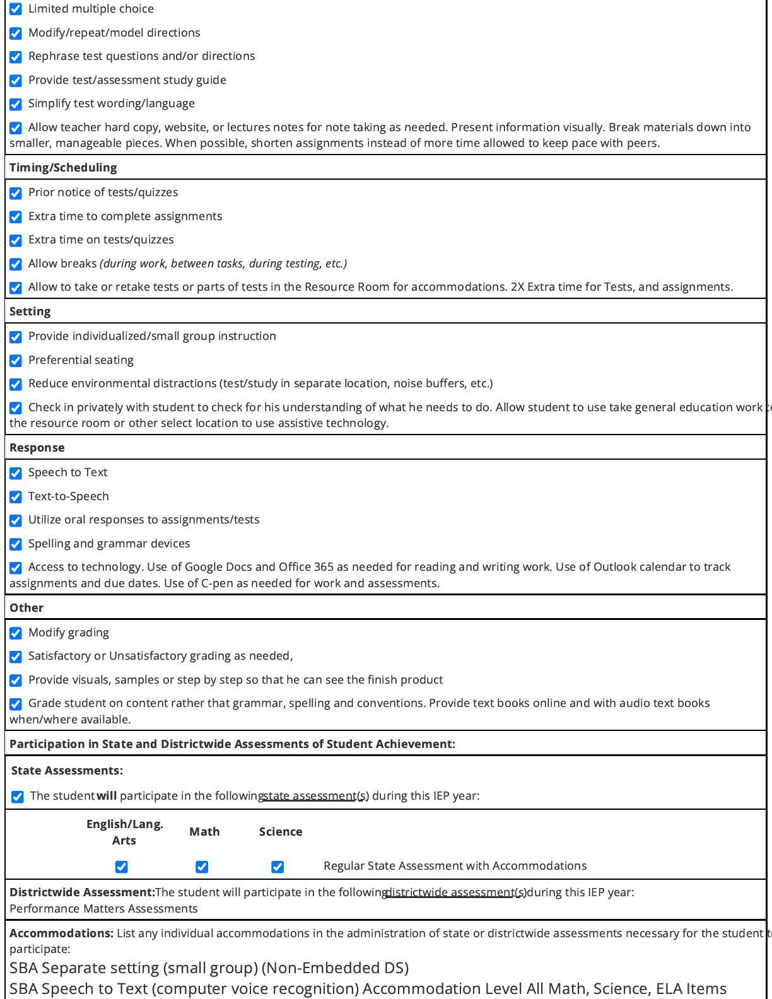 Limited multiple choice
Modify/repeat/model directions
Rephrase test questions and/or directions
Provide test/assessment study guide
Simplify test wording/language
Allow teacher hard copy, website, or lectures notes for note taking as needed. Present information visually. Break materials down into
smaller, manageable pieces. When possible, shorten assignments instead of more time allowed to keep pace with peers.
Timing/Scheduling
Prior notice of tests/quizzes
Extra time to complete assignments
Extra time on tests/quizzes
Allow breaks (during work, between tasks, during testing, etc.)
Allow to take or retake tests or parts of tests in the Resource Room for accommodations. 2X Extra time for Tests, and assignments.
Setting
Provide individualized/small group instruction
Preferential seating
Reduce environmental distractions (test/study in separate location, noise buffers, etc.)
Check in privately with student to check for his understanding of what he needs to do. Allow student to use take general education work to
the resource room or other select location to use assistive technology.
Response
Speech to Text
Text-to-Speech
Utilize oral responses to assignments/tests
Spelling and grammar devices
Access to technology. Use of Google Docs and Office 365 as needed for reading and writing work. Use of Outlook calendar to track
assignments and due dates. Use of C-pen as needed for work and assessments.
Other
Modify grading
Satisfactory or Unsatisfactory grading as needed,
Provide visuals, samples or step by step so that he can see the finish product
Grade student on content rather that grammar, spelling and conventions. Provide text books online and with audio text books
when/where available.
Participation in State and Districtwide Assessments of Student Achievement:
State Assessments:
The student will participate in the following state assessment(s) during this IEP year:
English/Lang. Math Science
Arts
Regular State Assessment with Accommodations
Districtwide Assessment:The student will participate in the following districtwide assessment(s) during this IEP year:
Performance Matters Assessments
Accommodations: List any individual accommodations in the administration of state or districtwide assessments necessary for the student to
participate:
SBA Separate setting (small group) (Non-Embedded DS)
SBA Speech to Text (computer voice recognition) Accommodation Level All Math, Science, ELA Items